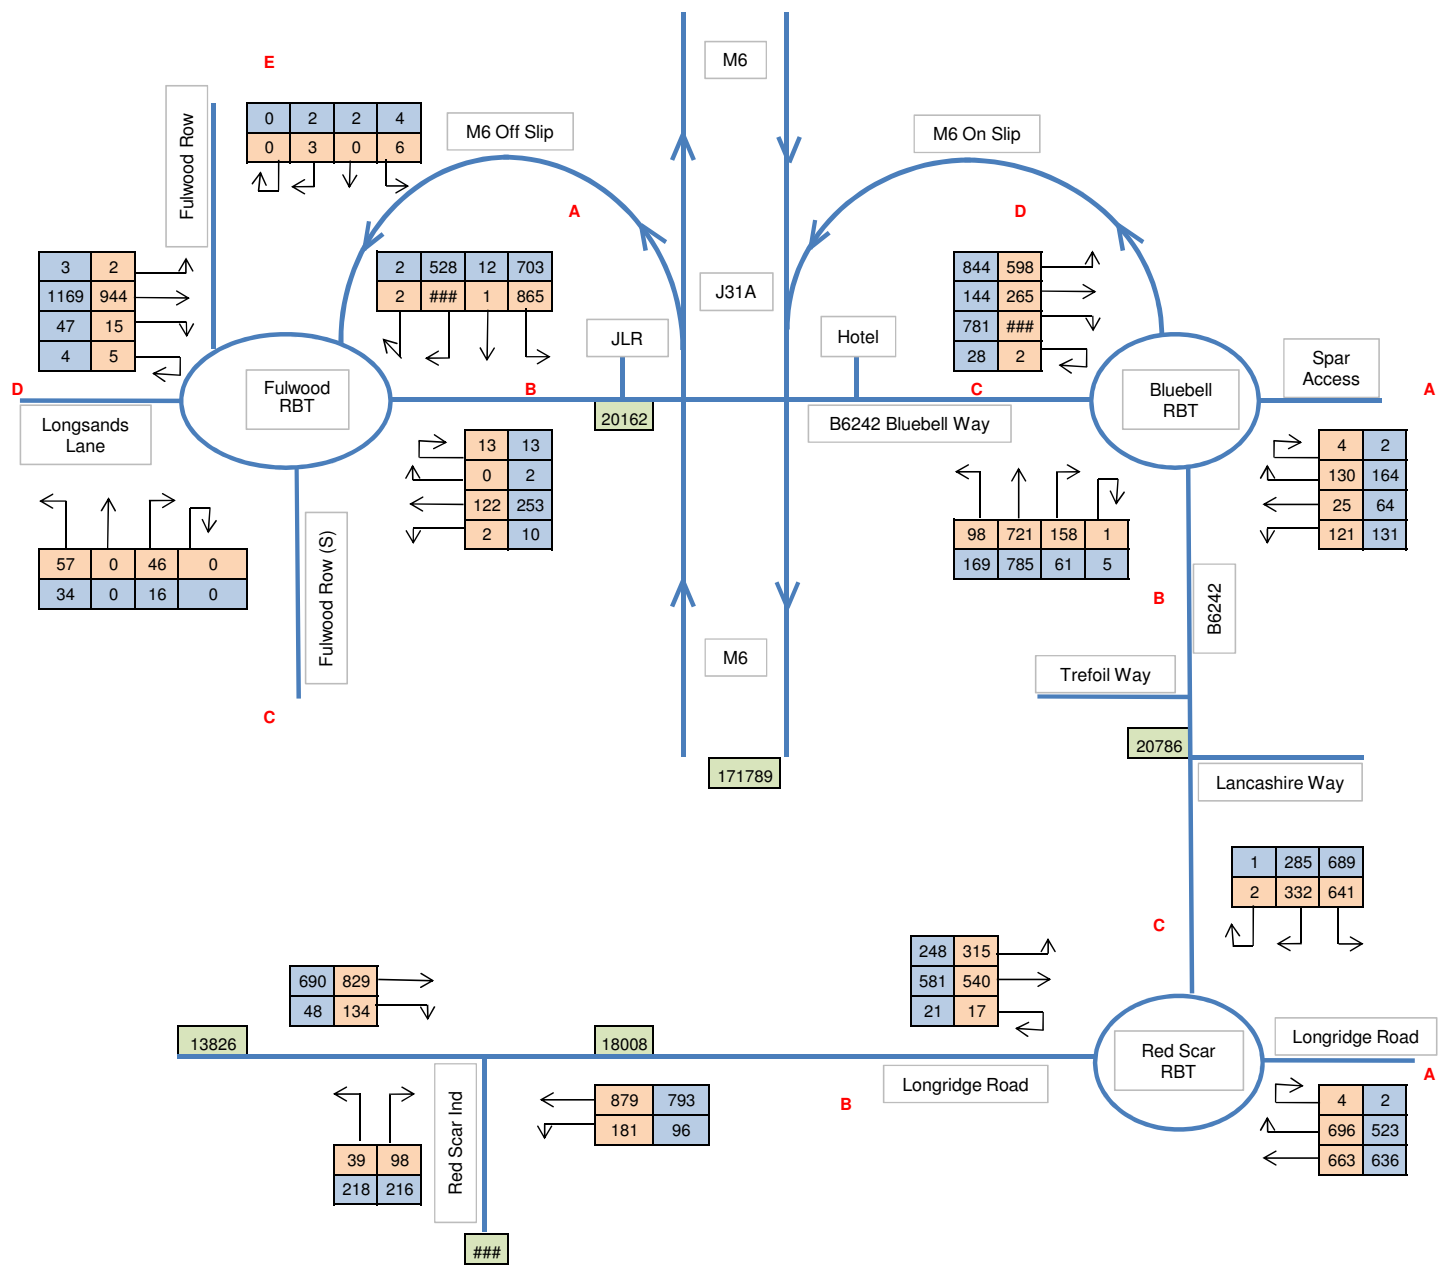 M6
E
Fulwood Row
0 2 2 4
0 3 0 6
M6 Off Slip
M6 On Slip
A
D
3 2
1169 944
47 15
4 5
2 528 12 703
2 ### 1 865
J31A
844 598
144 265
781 ###
28 2
JLR
Hotel
Spar
Access
D
Fulwood
RBT
B
C
Bluebell
RBT
A
Longsands
Lane
20162
B6242 Bluebell Way
13 13
0 2
122 253
2 10
4 2
130 164
25 64
121 131
57 0 46 0
34 0 16 0
Fulwood Row (S)
98 721 158 1
169 785 61 5
B
B6242
M6
Trefoil Way
C
20786
171789
Lancashire Way
1 285 689
2 332 641
C
690 829
48 134
248 315
581 540
21 17
13826
18008
Red Scar
RBT
Longridge Road
Longridge Road
A
B
879 793
181 96
4 2
696 523
663 636
Red Scar Ind
39 98
218 216
###